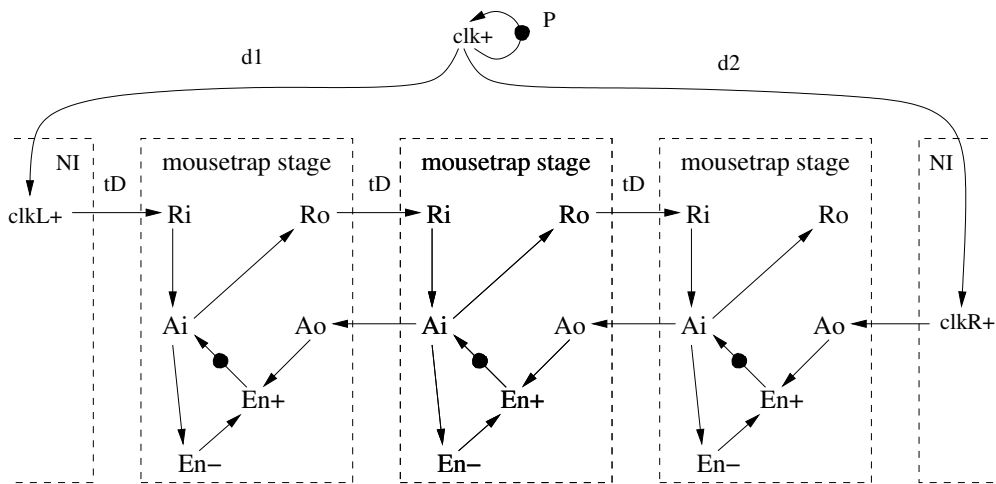 P
clk+
d1
d2
NI
mousetrap stage
mousetrap stage
mousetrap stage
NI
tD
tD
tD
clkL+
Ri
Ro
Ri
Ro
Ri
Ro
Ai
Ao
Ai
Ao
Ai
Ao
clkR+
En+
En+
En+
En−
En−
En−